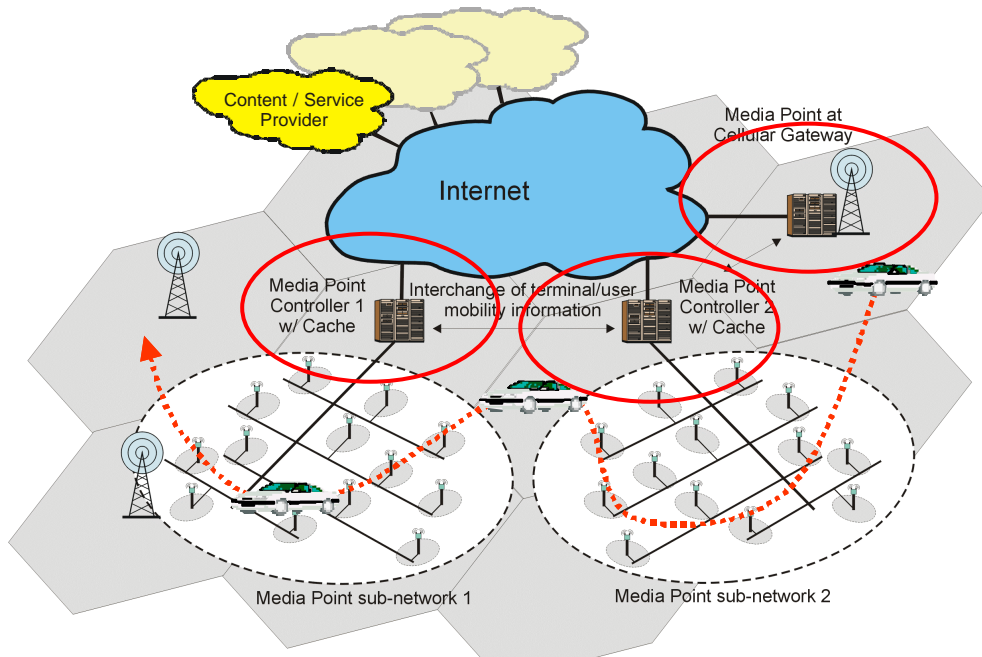 Content / Service
Provider
Media Point at
Cellular Gateway
Internet
Media Point
Controller 1
w/ Cache
Interchange of terminal/user
mobility information
Media Point
Controller 2
w/ Cache
Media Point sub-network 1
Media Point sub-network 2